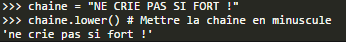 >>> chaine = "NE CRIE PAS SI FORT !"
>>> chaine.lower() # Mettre la chaîne en minuscule
'ne crie pas si fort !'